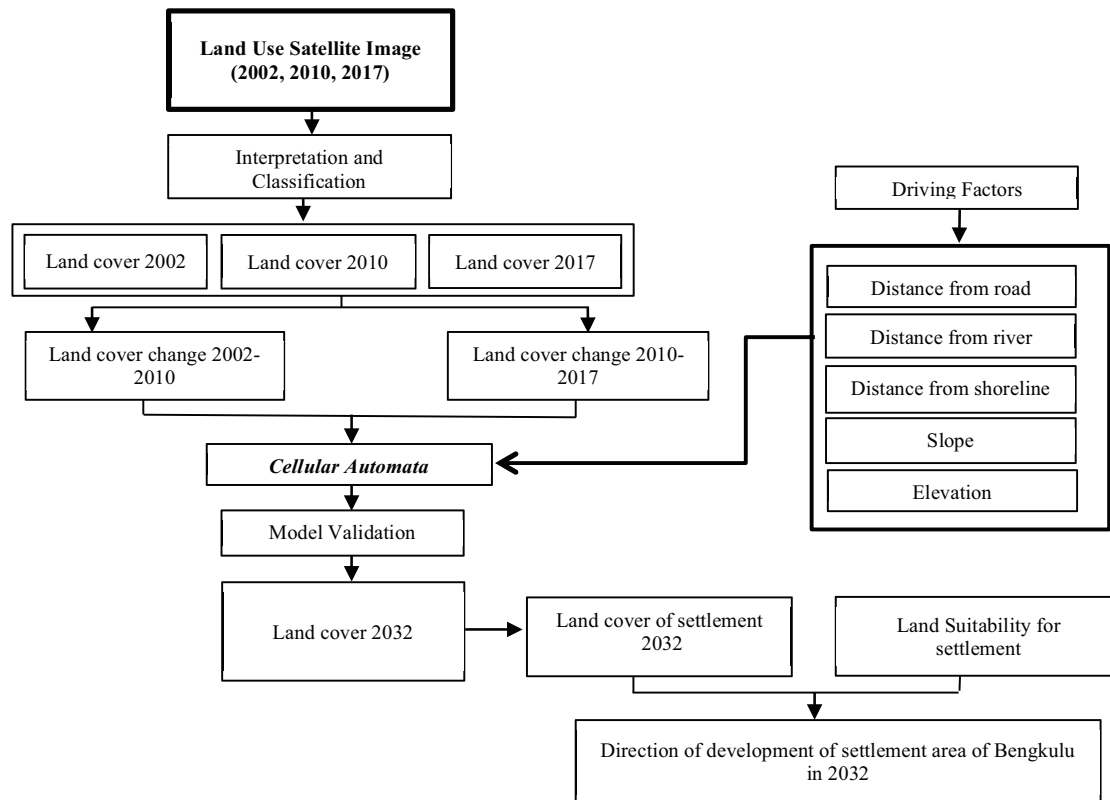 Land Use Satellite Image
(2002, 2010, 2017)
Interpretation and
Classification
Driving Factors
Land cover 2002
Land cover 2010
Land cover 2017
Distance from road
Land cover change 2002-
2010
Land cover change 2010-
2017
Distance from river
Distance from shoreline
Slope
Cellular Automata
Elevation
Model Validation
Land cover 2032
Land cover of settlement
2032
Land Suitability for
settlement
Direction of development of settlement area of Bengkulu
in 2032